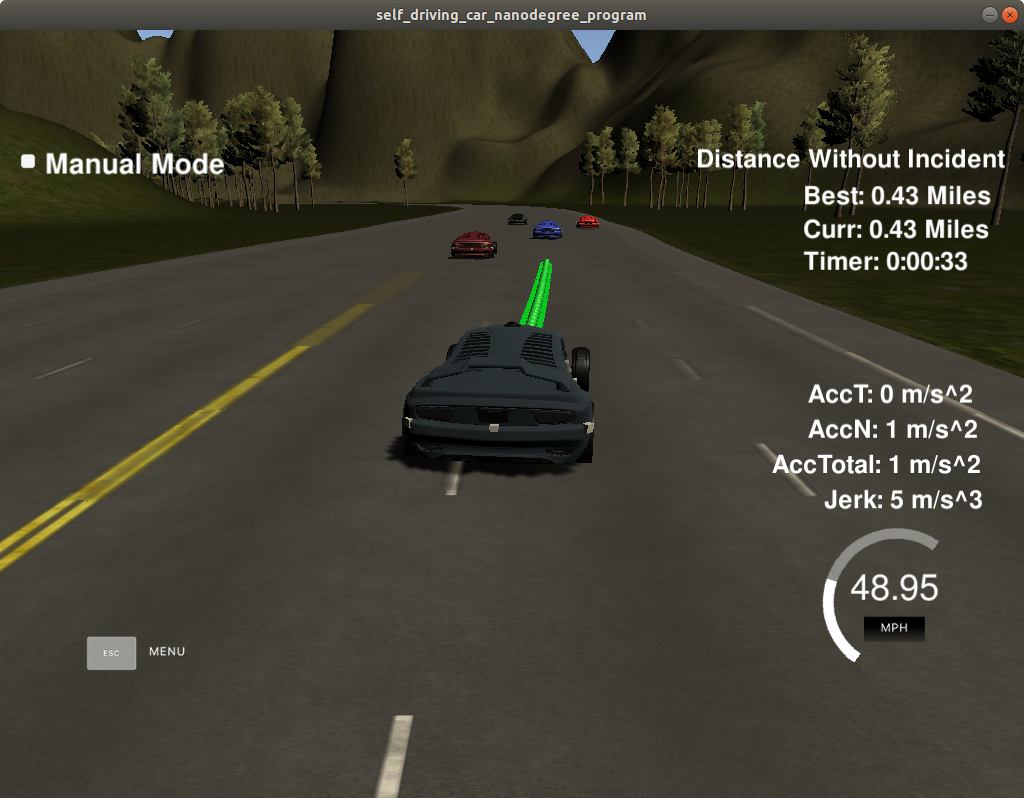 self_driving_car_nanodegree_program
Manual Mode
Distance Without Incident
Best: 0.43 Miles
Curr: 0.43 Miles
Timer: 0:00:33
AccT: 0 m/s^2
AccN: 1 m/s^2
AccTotal: 1 m/s^2
Jerk: 5 m/s^3
48.95
MPH
ESC MENU